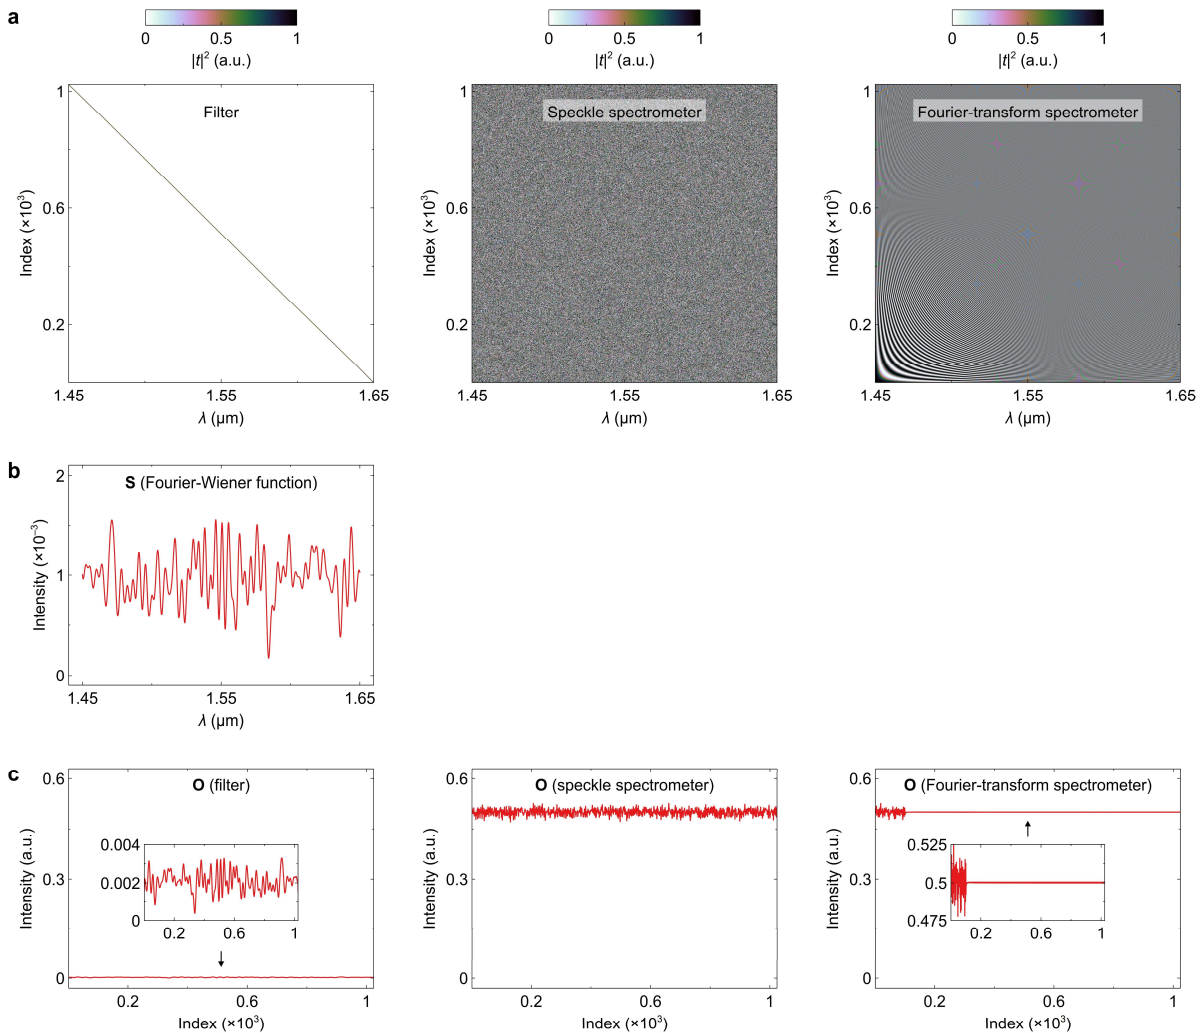 a
0 0.5 1
|t|² (a.u.)
0 0.5 1
|t|² (a.u.)
0 0.5 1
|t|² (a.u.)
1
0.6
0.2
Index (×10³)
Filter
1.45 1.55 1.65
λ (μm)
1
0.6
0.2
Index (×10³)
Speckle spectrometer
1.45 1.55 1.65
λ (μm)
1
0.6
0.2
Index (×10³)
Fourier-transform spectrometer
1.45 1.55 1.65
λ (μm)
b
2
1
0
Intensity (×10⁻³)
S (Fourier-Wiener function)
1.45 1.55 1.65
λ (μm)
c
0.6
0.3
0
Intensity (a.u.)
O (filter)
0.004
0.002
0
0.2 0.6 1
0.2 0.6 1
Index (×10³)
0.6
0.3
0
Intensity (a.u.)
O (speckle spectrometer)
0.2 0.6 1
Index (×10³)
0.6
0.3
0
Intensity (a.u.)
O (Fourier-transform spectrometer)
0.525
0.5
0.475
0.2 0.6 1
0.2 0.6 1
Index (×10³)